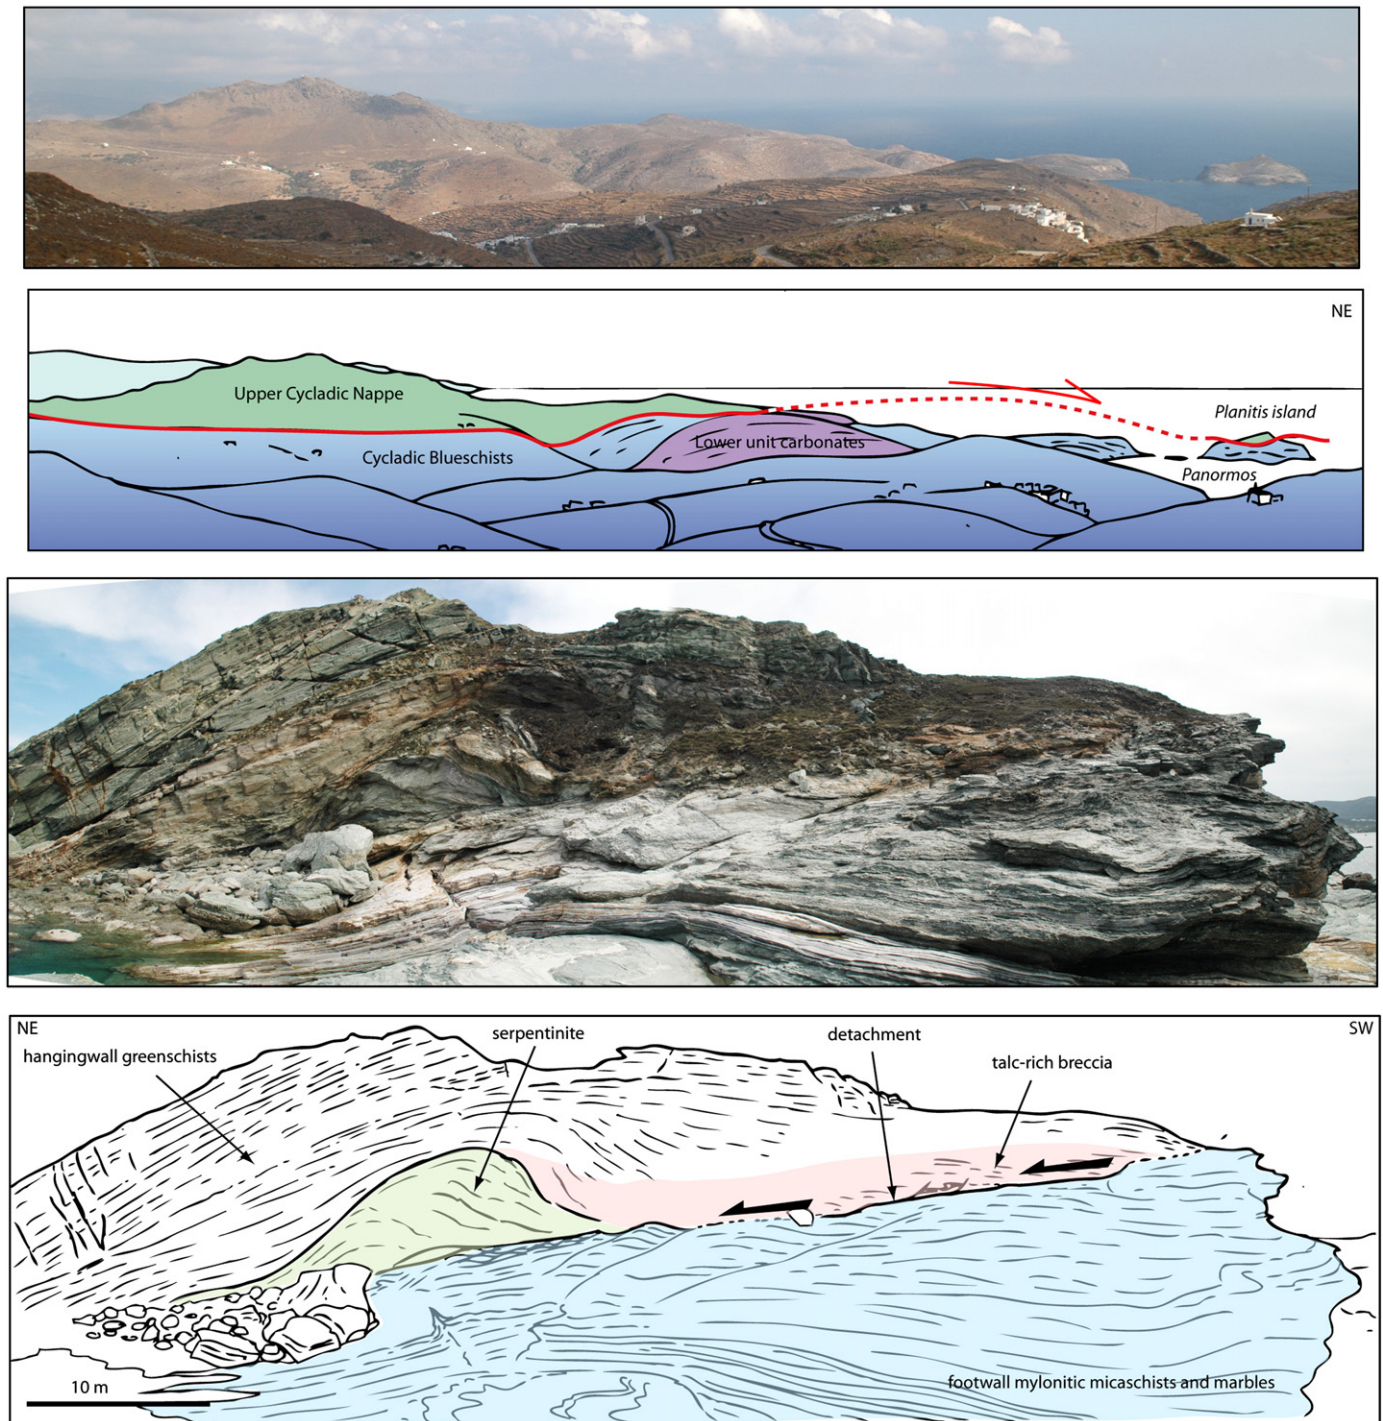 NE
Upper Cycladic Nappe
Planitis island
Lower unit carbonates
Cycladic Blueschists
Panormos
NE
SW
serpentinite
detachment
hangingwall greenschists
talc-rich breccia
10 m
footwall mylonitic micaschists and marbles